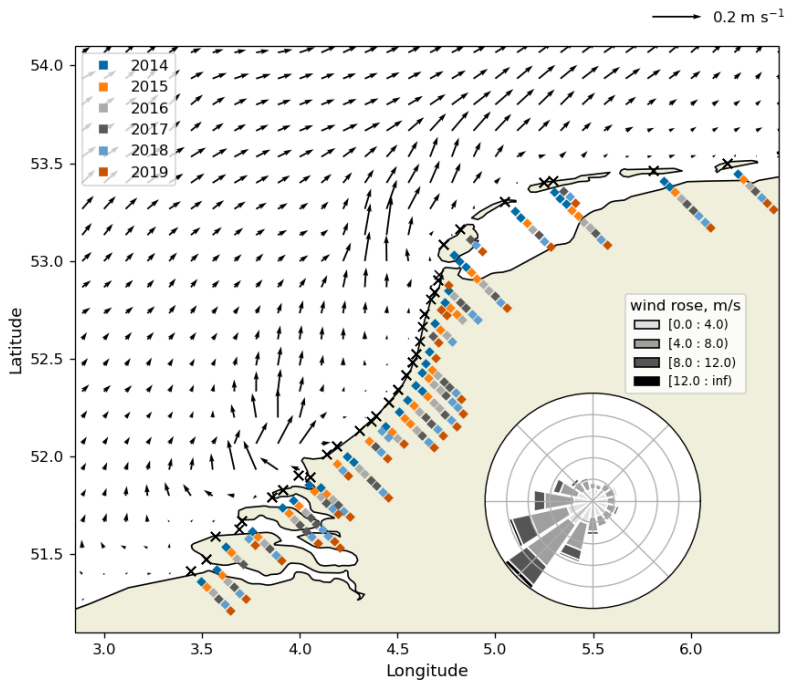 0.2 m s⁻¹
54.0
53.5
53.0
52.5
52.0
51.5
Latitude
2014
2015
2016
2017
2018
2019
wind rose, m/s
[0.0 : 4.0)
[4.0 : 8.0)
[8.0 : 12.0)
[12.0 : inf)
3.0 3.5 4.0 4.5 5.0 5.5 6.0
Longitude